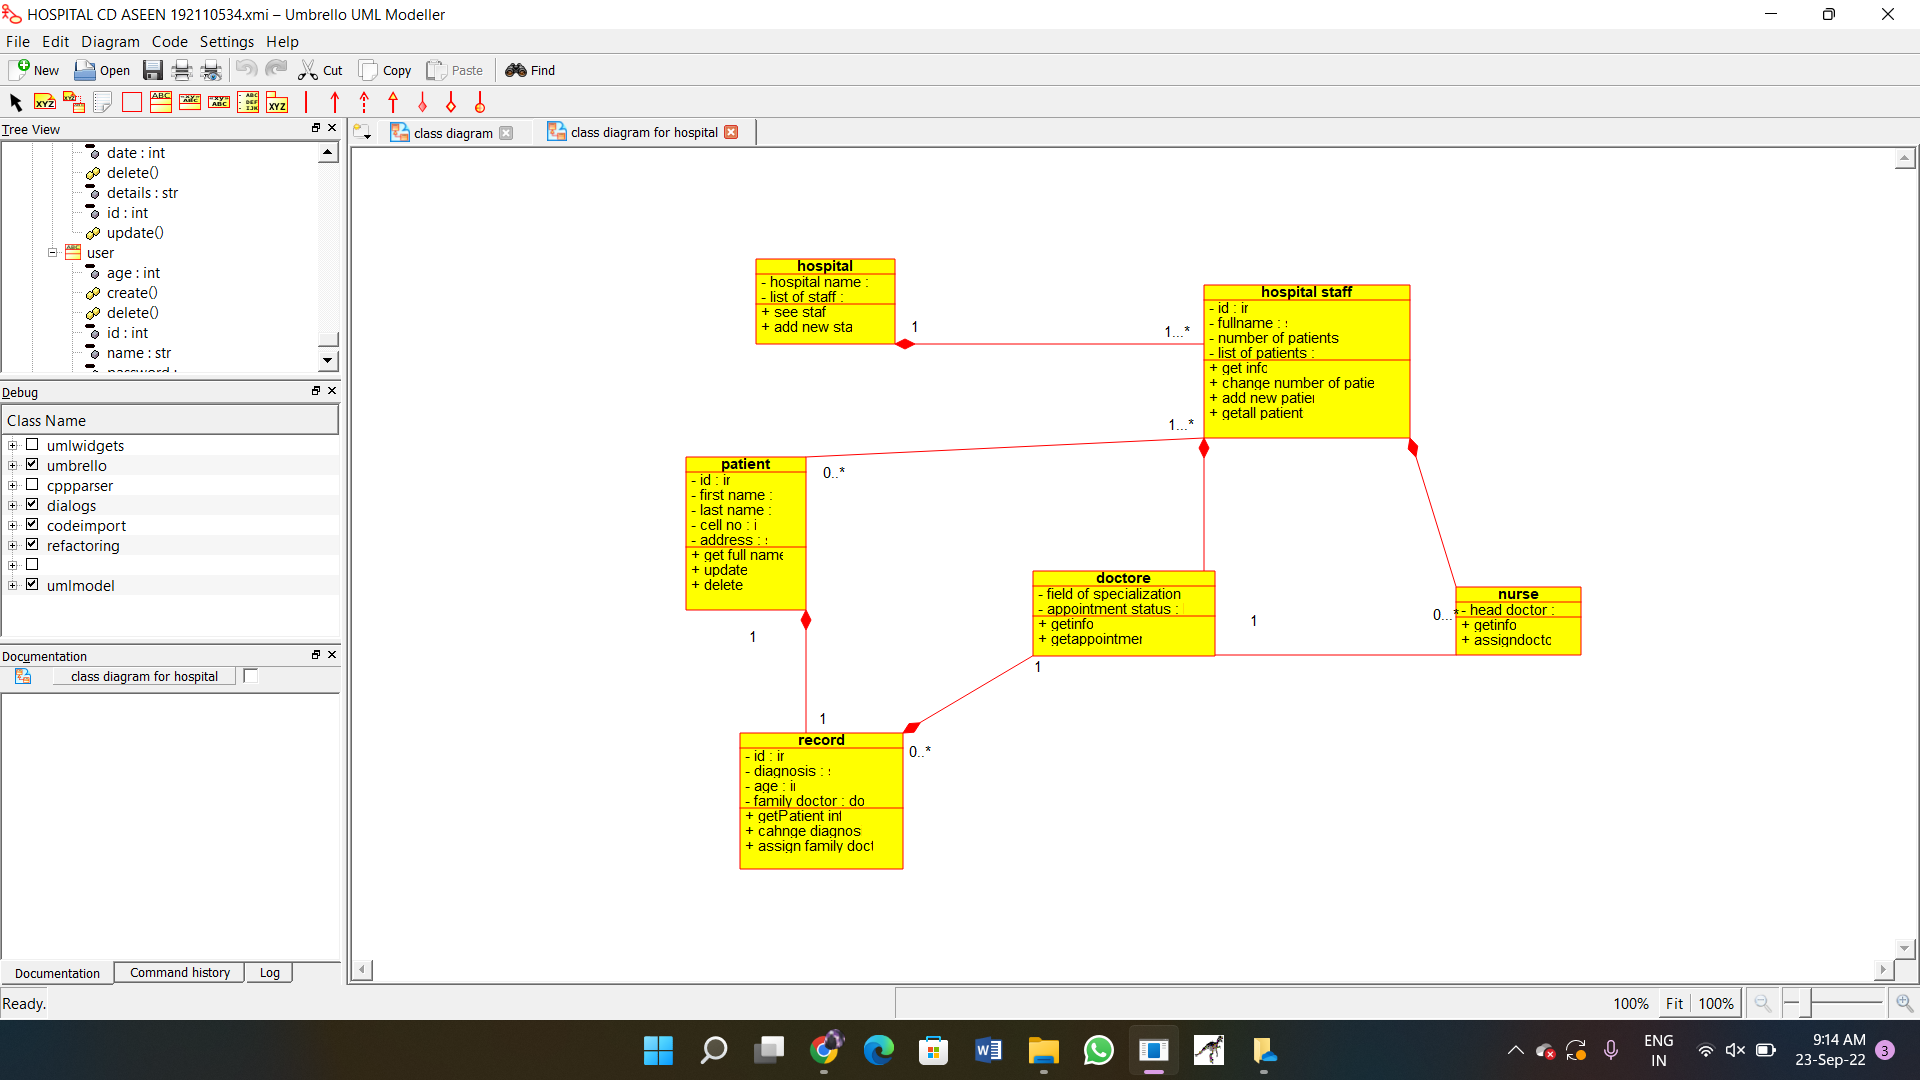 HOSPITAL CD ASEEN 192110534.xmi – Umbrello UML Modeller
File Edit Diagram Code Settings Help
New Open Cut Copy Paste Find
Tree View
date : int
delete()
details : str
id : int
update()
user
age : int
create()
delete()
id : int
name : str
Debug
Class Name
umlwidgets
umbrello
cppparser
dialogs
codeimport
refactoring
umlmodel
Documentation
class diagram for hospital
Documentation Command history Log
Ready.
class diagram
class diagram for hospital
hospital
- hospital name :
- list of staff :
+ see staf
+ add new sta
1
1...*
hospital staff
- id : ir
- fullname :
- number of patients
- list of patients :
+ get info
+ change number of patie
+ add new patie
+ getall patient
1...*
0..*
patient
- id : ir
- first name :
- last name :
- cell no : i
- address :
+ get full name
+ update
+ delete
1
1
doctore
- field of specialization
- appointment status :
+ getinfo
+ getappointmer
1
1
0...*
nurse
- head doctor :
+ getinfo
+ assigndocto
record
- id : ir
- diagnosis :
- age : i
- family doctor : do
+ getPatient inf
+ cahnge diagnos
+ assign family doct
0..*
100% Fit 100%
ENG
IN
9:14 AM
23-Sep-22
3